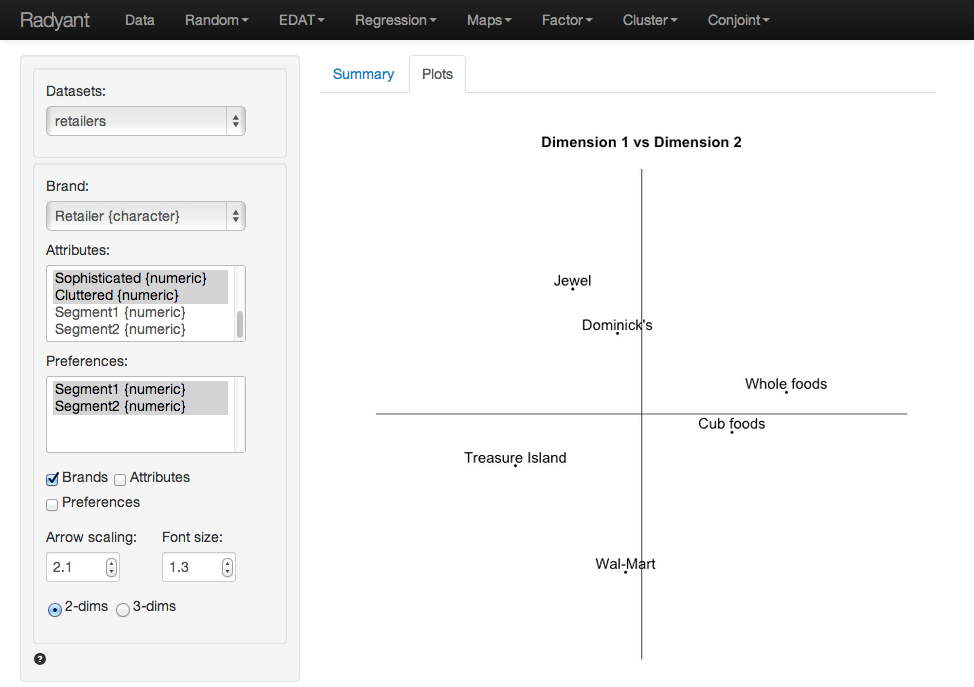 Radyant Data Random EDAT Regression Maps Factor Cluster Conjoint
Summary Plots
Datasets:
retailers
Brand:
Retailer {character}
Attributes:
Sophisticated {numeric}
Cluttered {numeric}
Segment1 {numeric}
Segment2 {numeric}
Preferences:
Segment1 {numeric}
Segment2 {numeric}
Brands Attributes
Preferences
Arrow scaling: Font size:
2.1 1.3
2-dims 3-dims
?
Dimension 1 vs Dimension 2
Jewel
Dominick's
Whole foods
Cub foods
Treasure Island
Wal-Mart